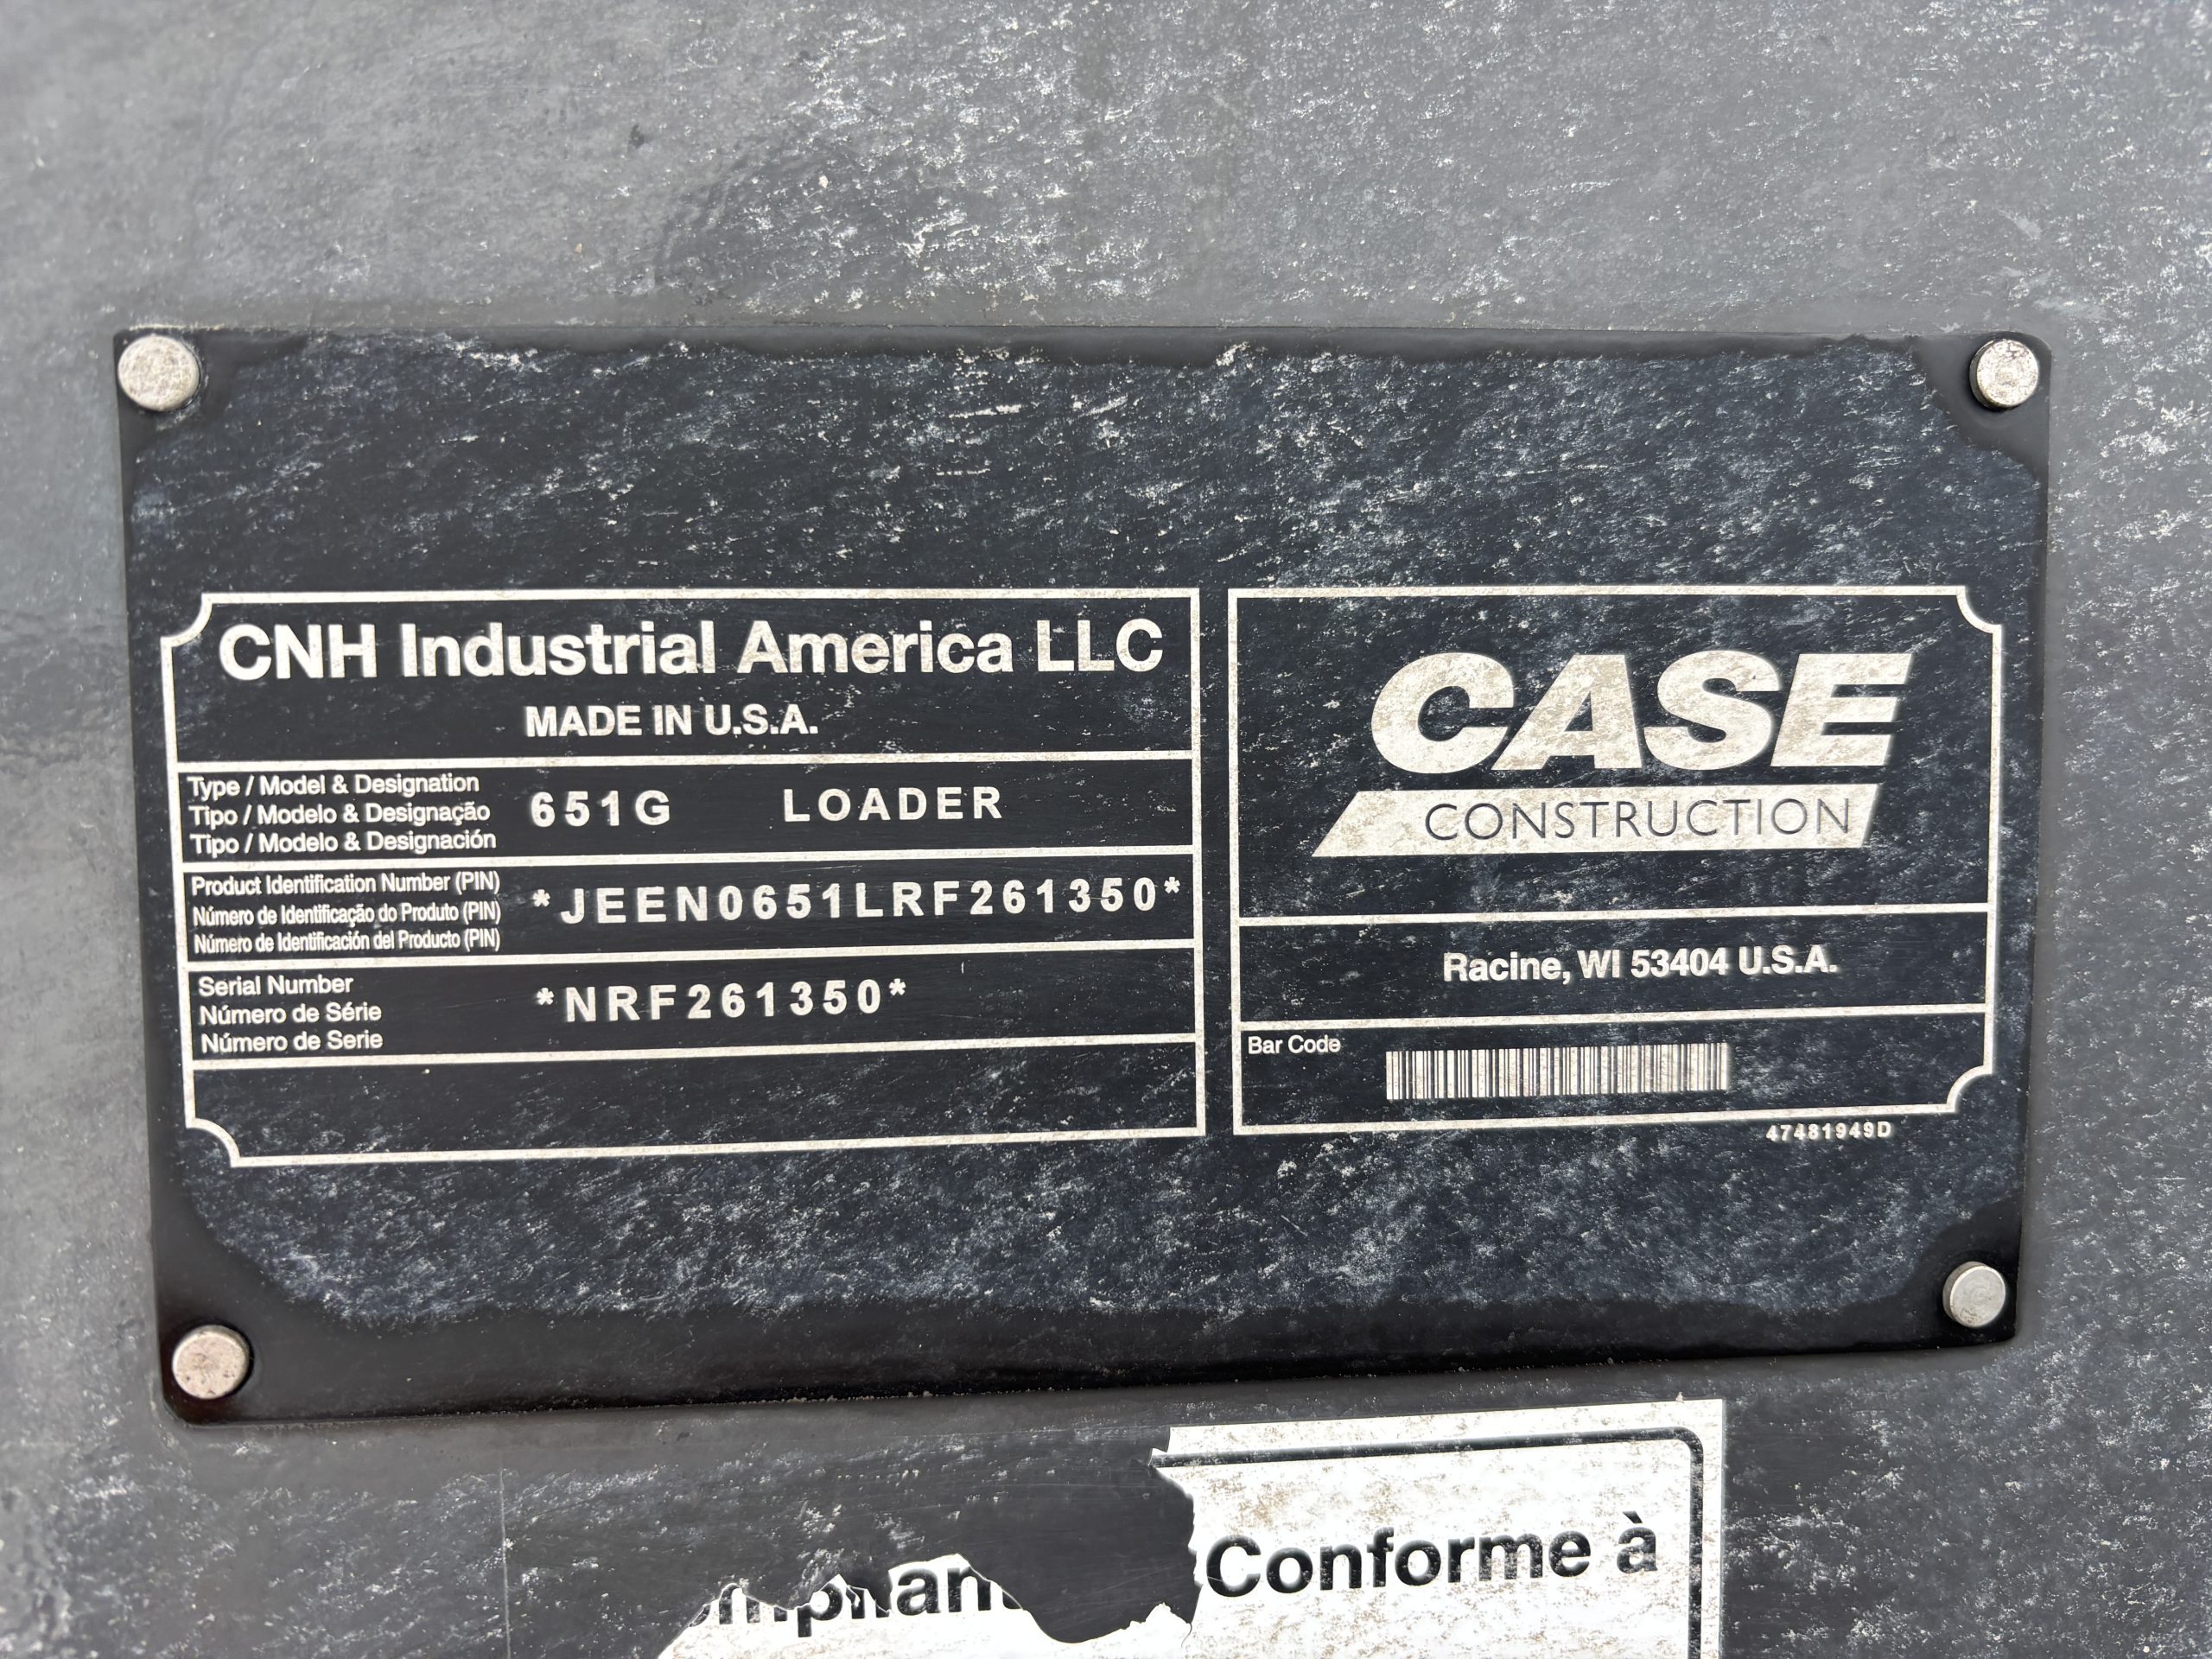 CNH Industrial America LLC
MADE IN U.S.A.
Type / Model & Designation
Tipo / Modelo & Designação
Tipo / Modelo & Designación
651G LOADER
Product Identification Number (PIN)
Número de Identificação do Produto (PIN)
Número de Identificación del Producto (PIN)
*JEEN0651LRF261350*
Serial Number
Número de Série
Número de Serie
*NRF261350*
CASE
CONSTRUCTION
Racine, WI 53404 U.S.A.
Bar Code
47481949D
Conforme à